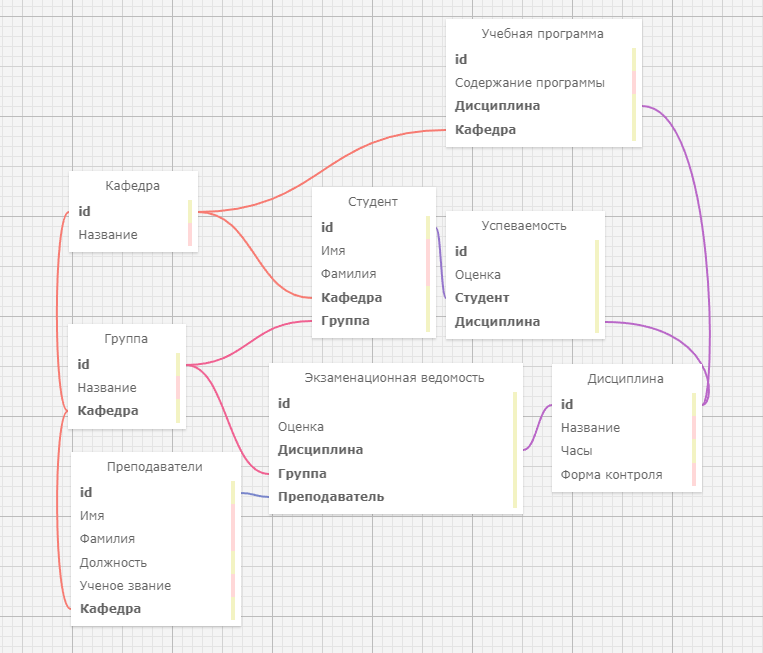 Учебная программа
id
Содержание программы
Дисциплина
Кафедра
Кафедра
id
Название
Студент
id
Имя
Фамилия
Кафедра
Группа
Успеваемость
id
Оценка
Студент
Дисциплина
Группа
id
Название
Кафедра
Экзаменационная ведомость
id
Оценка
Дисциплина
Группа
Преподаватель
Дисциплина
id
Название
Часы
Форма контроля
Преподаватели
id
Имя
Фамилия
Должность
Ученое звание
Кафедра